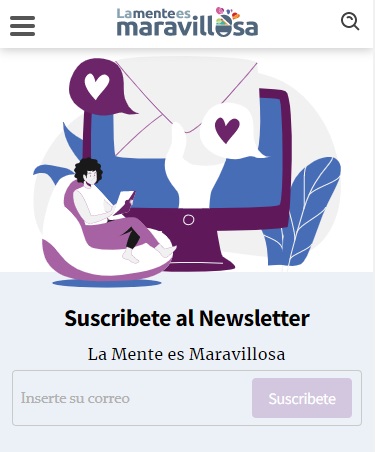 La mente es
maravillosa
Suscribete al Newsletter
La Mente es Maravillosa
Inserte su correo
Suscribete